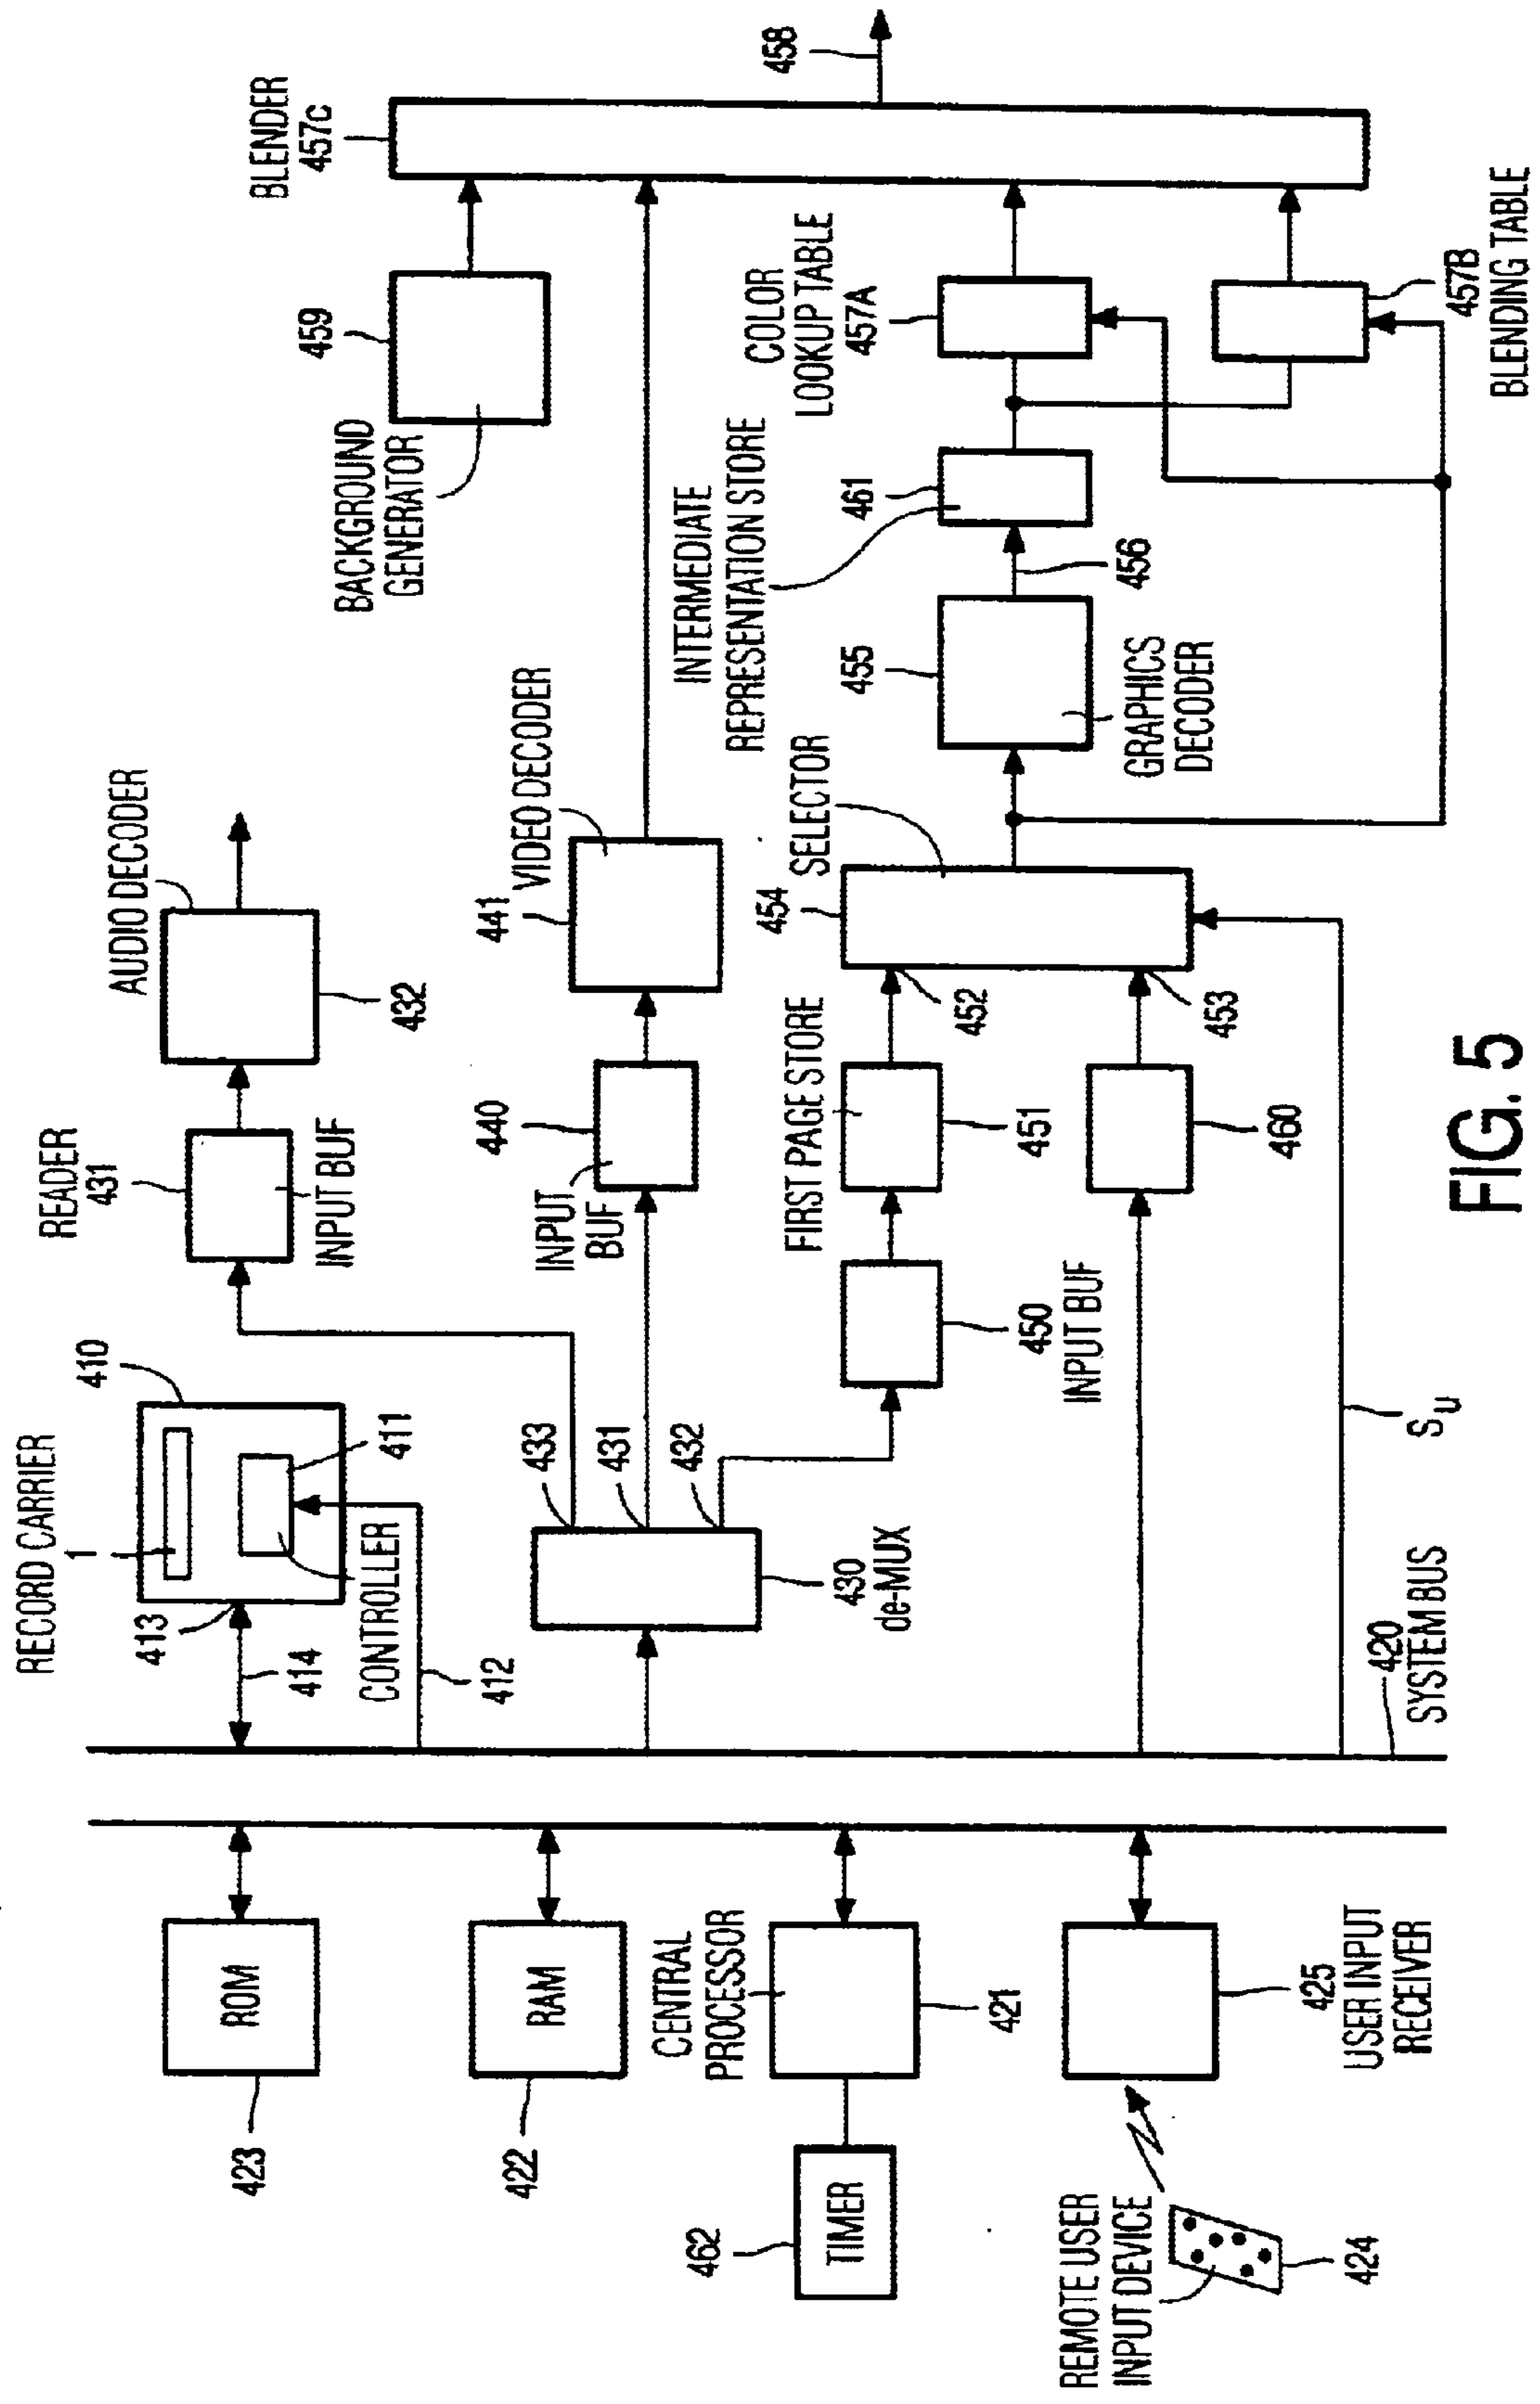 RECORD CARRIER
1
410
413
414
411
CONTROLLER
412
READER
431
INPUT BUF
AUDIO DECODER
432
433
431
432
430
de-MUX
INPUT
BUF
440
441
VIDEO DECODER
BACKGROUND
GENERATOR
459
BLENDER
457C
458
450
INPUT BUF
FIRST PAGE STORE
451
452
453
460
454
SELECTOR
455
GRAPHICS
DECODER
456
INTERMEDIATE
REPRESENTATION STORE
461
COLOR
LOOKUP TABLE
457A
457B
BLENDING TABLE
Su
420
SYSTEM BUS
ROM
423
RAM
422
CENTRAL
PROCESSOR
421
TIMER
462
425
USER INPUT
RECEIVER
REMOTE USER
INPUT DEVICE
424
FIG. 5